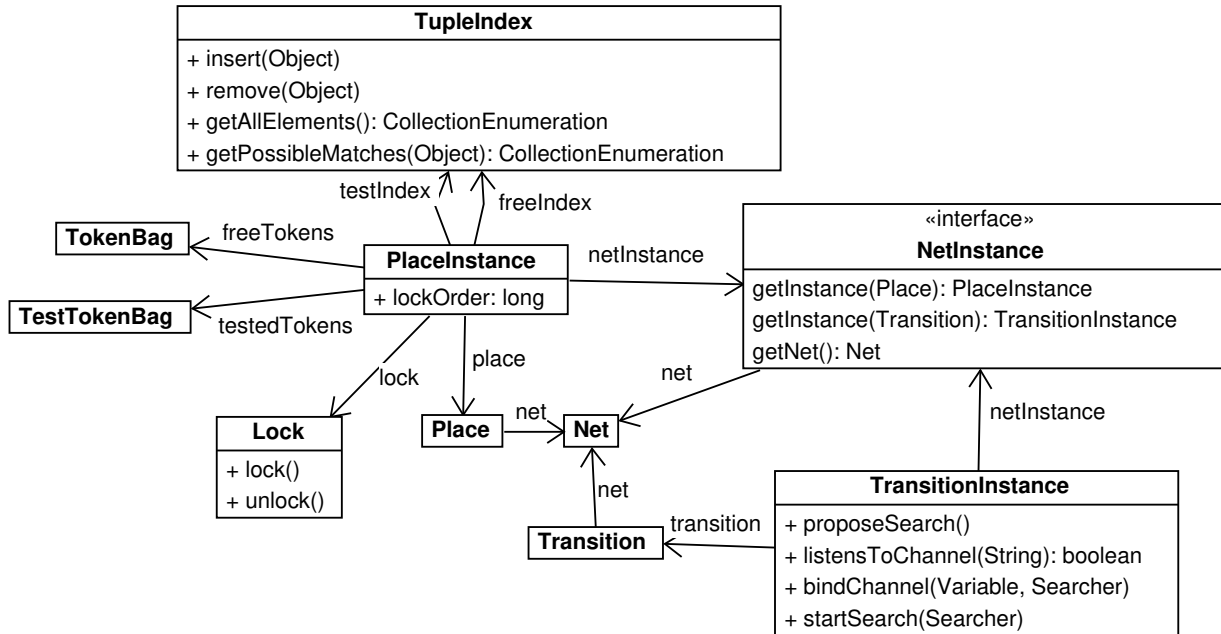 TupleIndex
+ insert(Object)
+ remove(Object)
+ getAllElements(): CollectionEnumeration
+ getPossibleMatches(Object): CollectionEnumeration
testIndex
freeIndex
TokenBag
freeTokens
PlaceInstance
+ lockOrder: long
netInstance
«interface»
NetInstance
getInstance(Place): PlaceInstance
getInstance(Transition): TransitionInstance
getNet(): Net
TestTokenBag
testedTokens
lock
place
net
netInstance
Lock
+ lock()
+ unlock()
Place
net
Net
net
Transition
transition
TransitionInstance
+ proposeSearch()
+ listensToChannel(String): boolean
+ bindChannel(Variable, Searcher)
+ startSearch(Searcher)